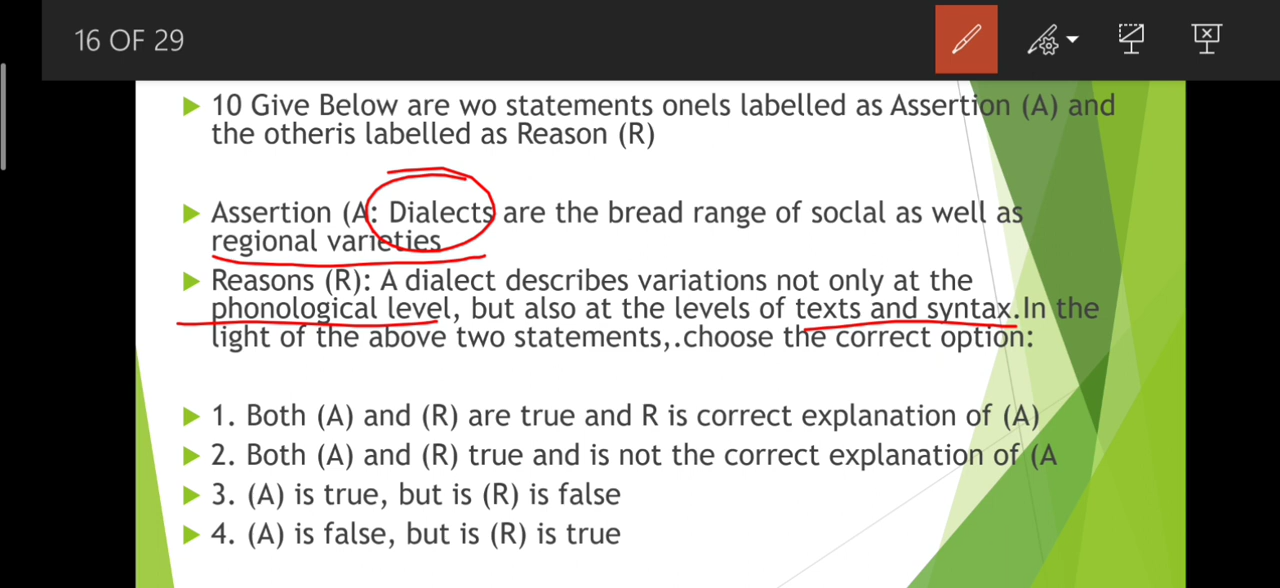 16 OF 29
10 Give Below are wo statements onels labelled as Assertion (A) and
the otheris labelled as Reason (R)
Assertion (A: Dialects are the bread range of soclal as well as
regional varieties
Reasons (R): A dialect describes variations not only at the
phonological level, but also at the levels of texts and syntax.In the
light of the above two statements,.choose the correct option:
1. Both (A) and (R) are true and R is correct explanation of (A)
2. Both (A) and (R) true and is not the correct explanation of (A
3. (A) is true, but is (R) is false
4. (A) is false, but is (R) is true